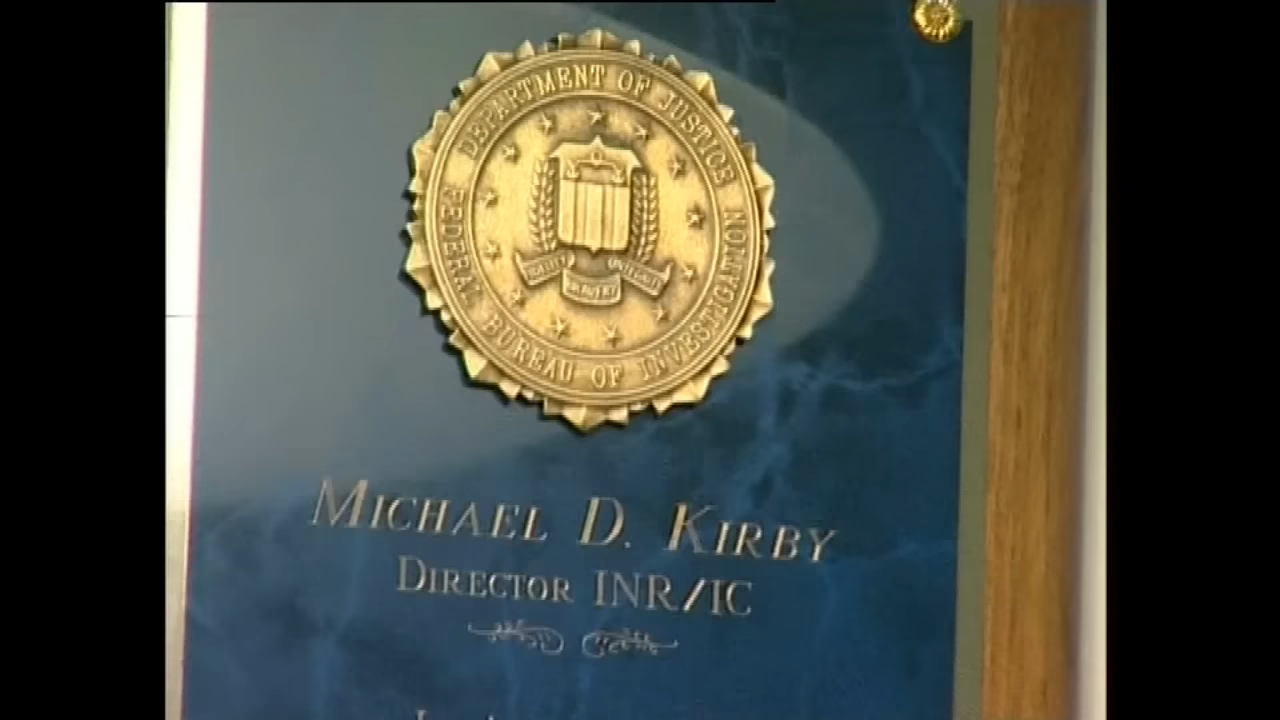 DEPARTMENT OF JUSTICE
FEDERAL BUREAU OF INVESTIGATION
FIDELITY BRAVERY INTEGRITY
MICHAEL D. KIRBY
DIRECTOR INR/IC